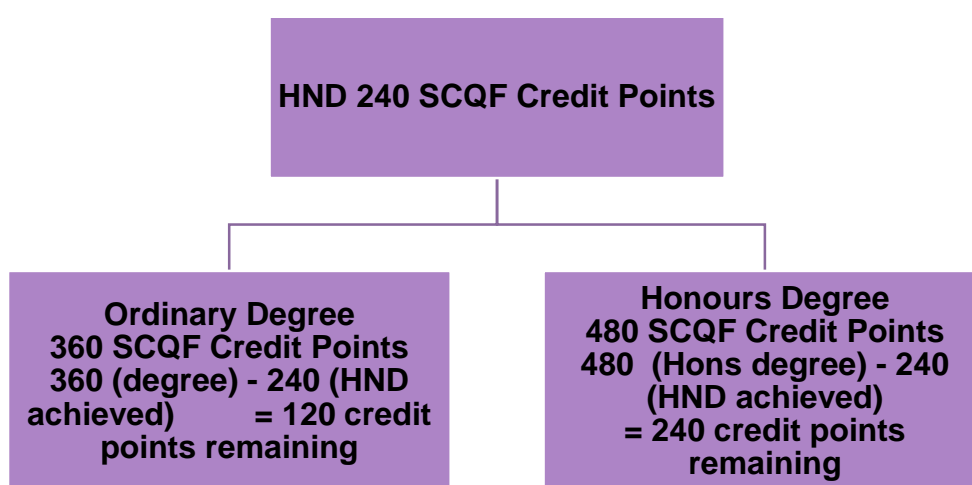 HND 240 SCQF Credit Points
Ordinary Degree
360 SCQF Credit Points
360 (degree) - 240 (HND
achieved) = 120 credit
points remaining
Honours Degree
480 SCQF Credit Points
480 (Hons degree) - 240
(HND achieved)
= 240 credit points
remaining